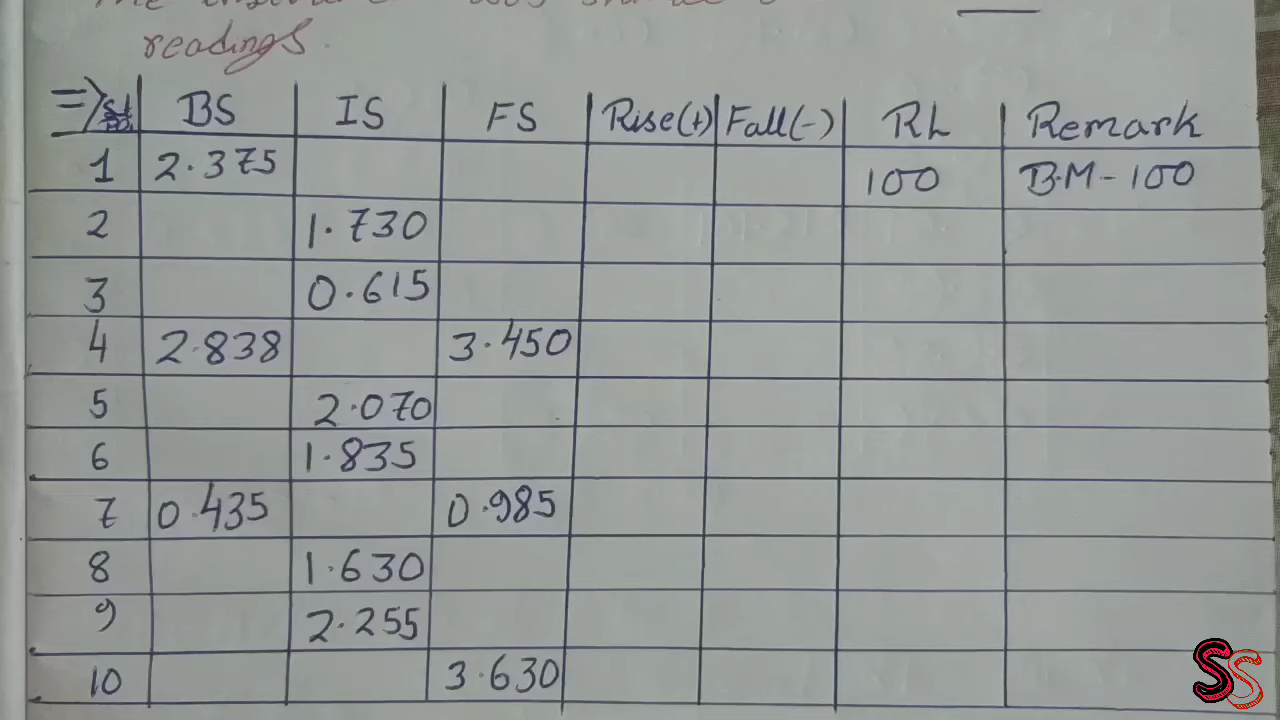 readings.
=> BS IS FS Rise(+) Fall(-) RL Remark
1 2.375 100 B.M - 100
2 1.730
3 0.615
4 2.838 3.450
5 2.070
6 1.835
7 0.435 0.985
8 1.630
9 2.255
10 3.630
SS